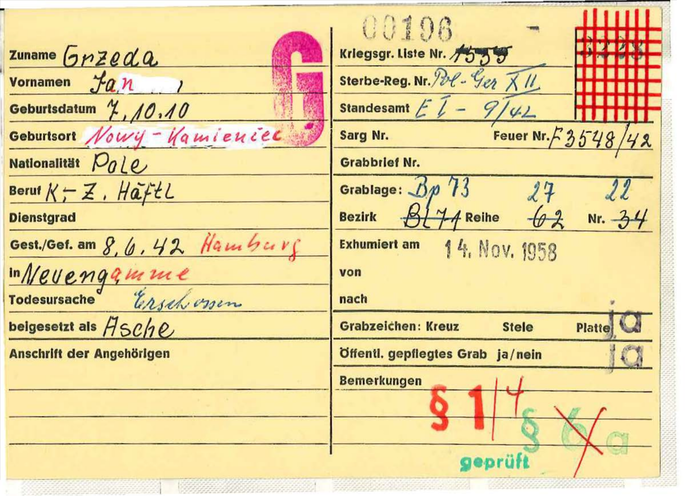 00196
Zuname Grzeda
Vornamen Jan
Geburtsdatum 7.10.10
Geburtsort Nowy-Kamieniec
Nationalität Pole
Beruf K.-Z. Häftl
Dienstgrad
Gest./Gef. am 8.6.42 Hamburg
in Neuengamme
Todesursache Erschossen
beigesetzt als Asche
Anschrift der Angehörigen
G
Kriegsgr. Liste Nr. 1535
Sterbe-Reg. Nr. Pol-Ger XII
Standesamt E I - 9/42
Sarg Nr. Feuer Nr. F3548/42
Grabbrief Nr.
Grablage: Bp 73 27 22
Bezirk Bl 71 Reihe 62 Nr. 34
Exhumiert am 14. Nov. 1958
von
nach
Grabzeichen: Kreuz Stele Platte ja
Öffentl. gepflegtes Grab ja/nein ja
Bemerkungen
§ 1/4
§ 6 a
geprüft